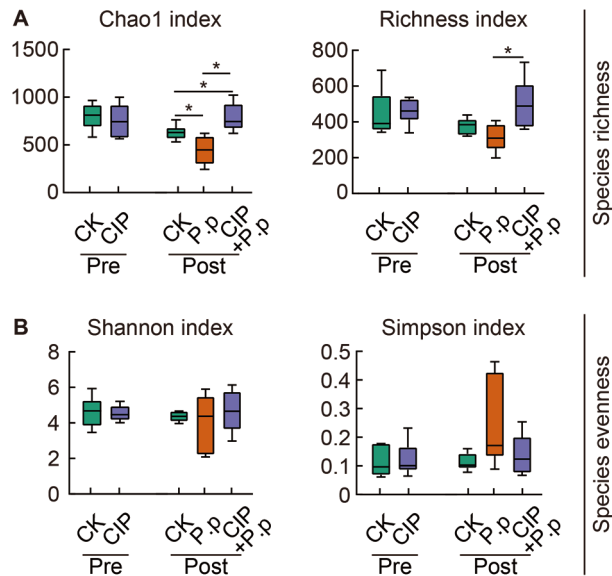 A
Chao1 index
Richness index
1500
1000
500
0
*
*
*
800
600
400
200
*
CK
CIP
CK
P.p
CIP
+P.p
Pre
Post
CK
CIP
CK
P.p
CIP
+P.p
Pre
Post
Species richness
B
Shannon index
Simpson index
8
6
4
2
0
0.5
0.4
0.3
0.2
0.1
0
CK
CIP
CK
P.p
CIP
+P.p
Pre
Post
CK
CIP
CK
P.p
CIP
+P.p
Pre
Post
Species evenness